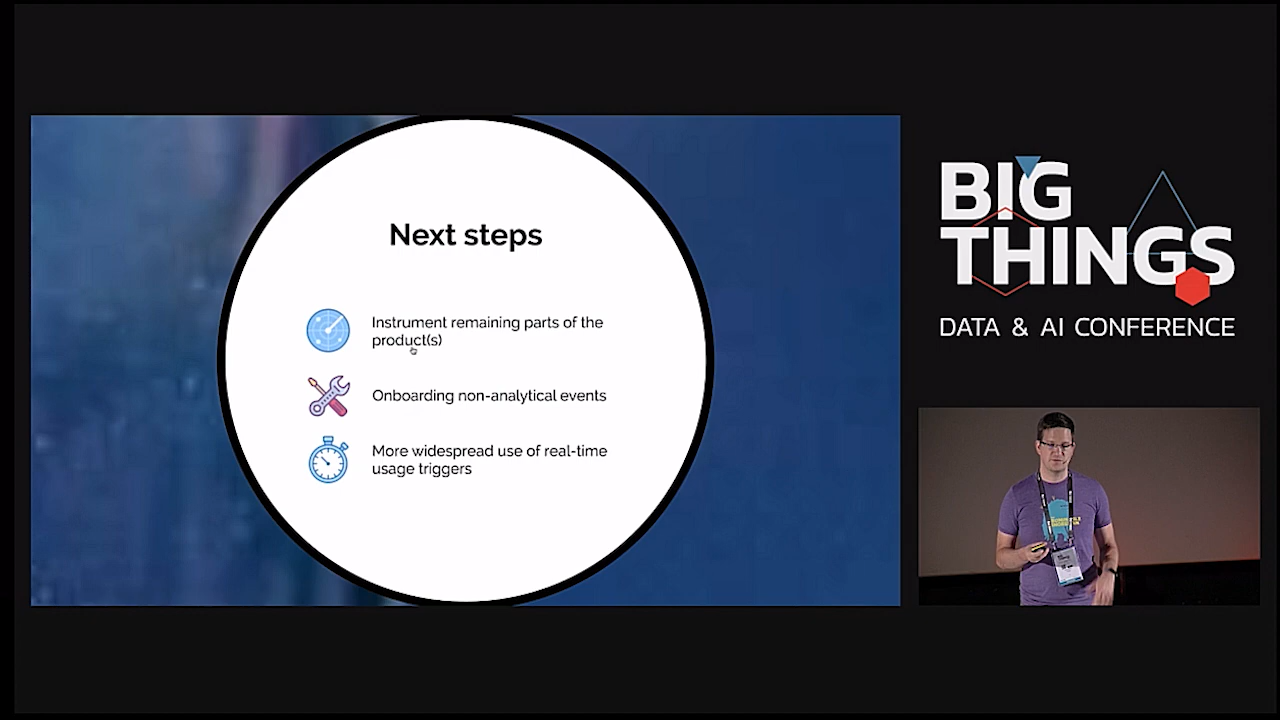 Next steps
Instrument remaining parts of the
product(s)
Onboarding non-analytical events
More widespread use of real-time
usage triggers
BIG
THINGS
DATA & AI CONFERENCE